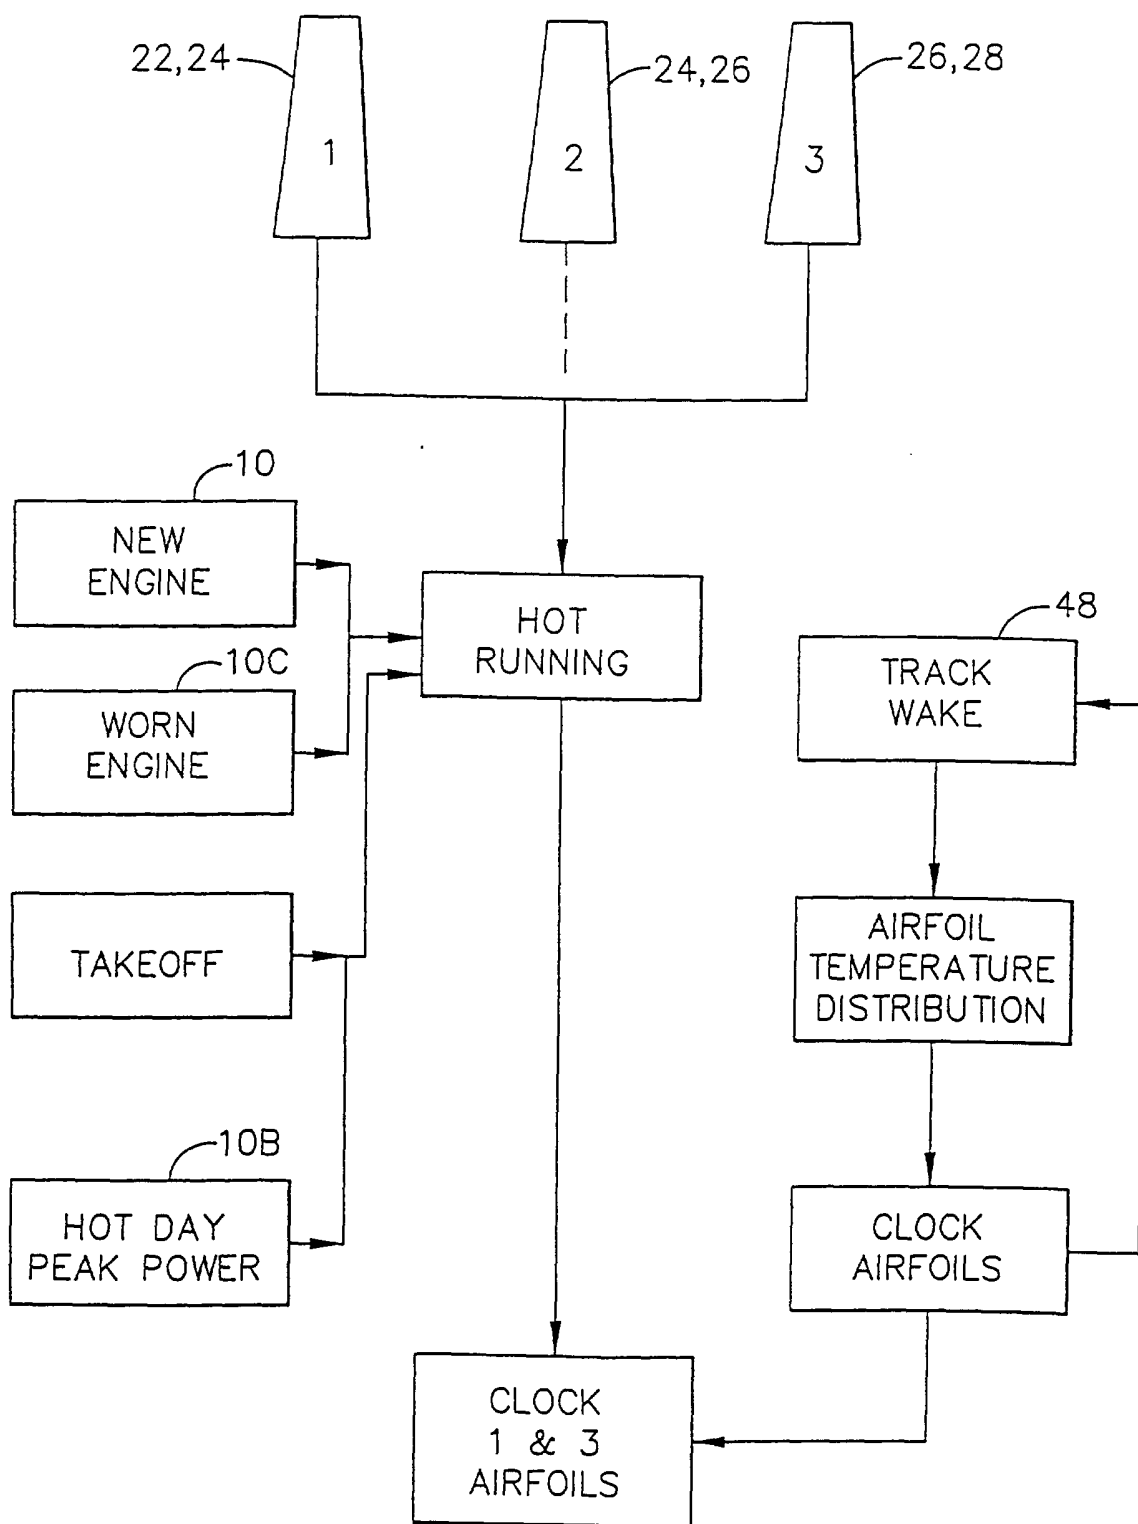 22,24
24,26
26,28
1
2
3
10
NEW
ENGINE
HOT
RUNNING
48
TRACK
WAKE
10C
WORN
ENGINE
TAKEOFF
AIRFOIL
TEMPERATURE
DISTRIBUTION
10B
HOT DAY
PEAK POWER
CLOCK
AIRFOILS
CLOCK
1 & 3
AIRFOILS